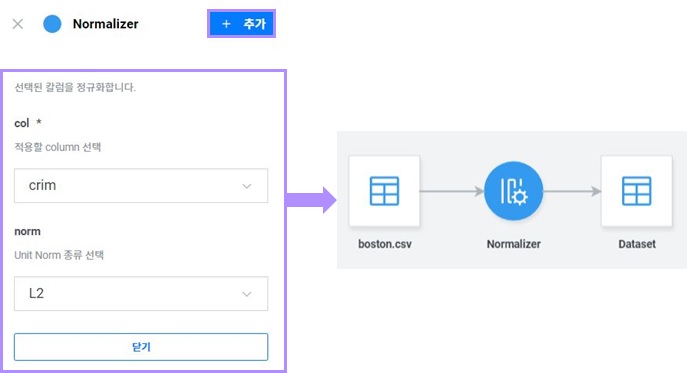 Normalizer
+ 추가
선택된 칼럼을 정규화합니다.
col *
적용할 column 선택
crim
norm
Unit Norm 종류 선택
L2
닫기
boston.csv
Normalizer
Dataset